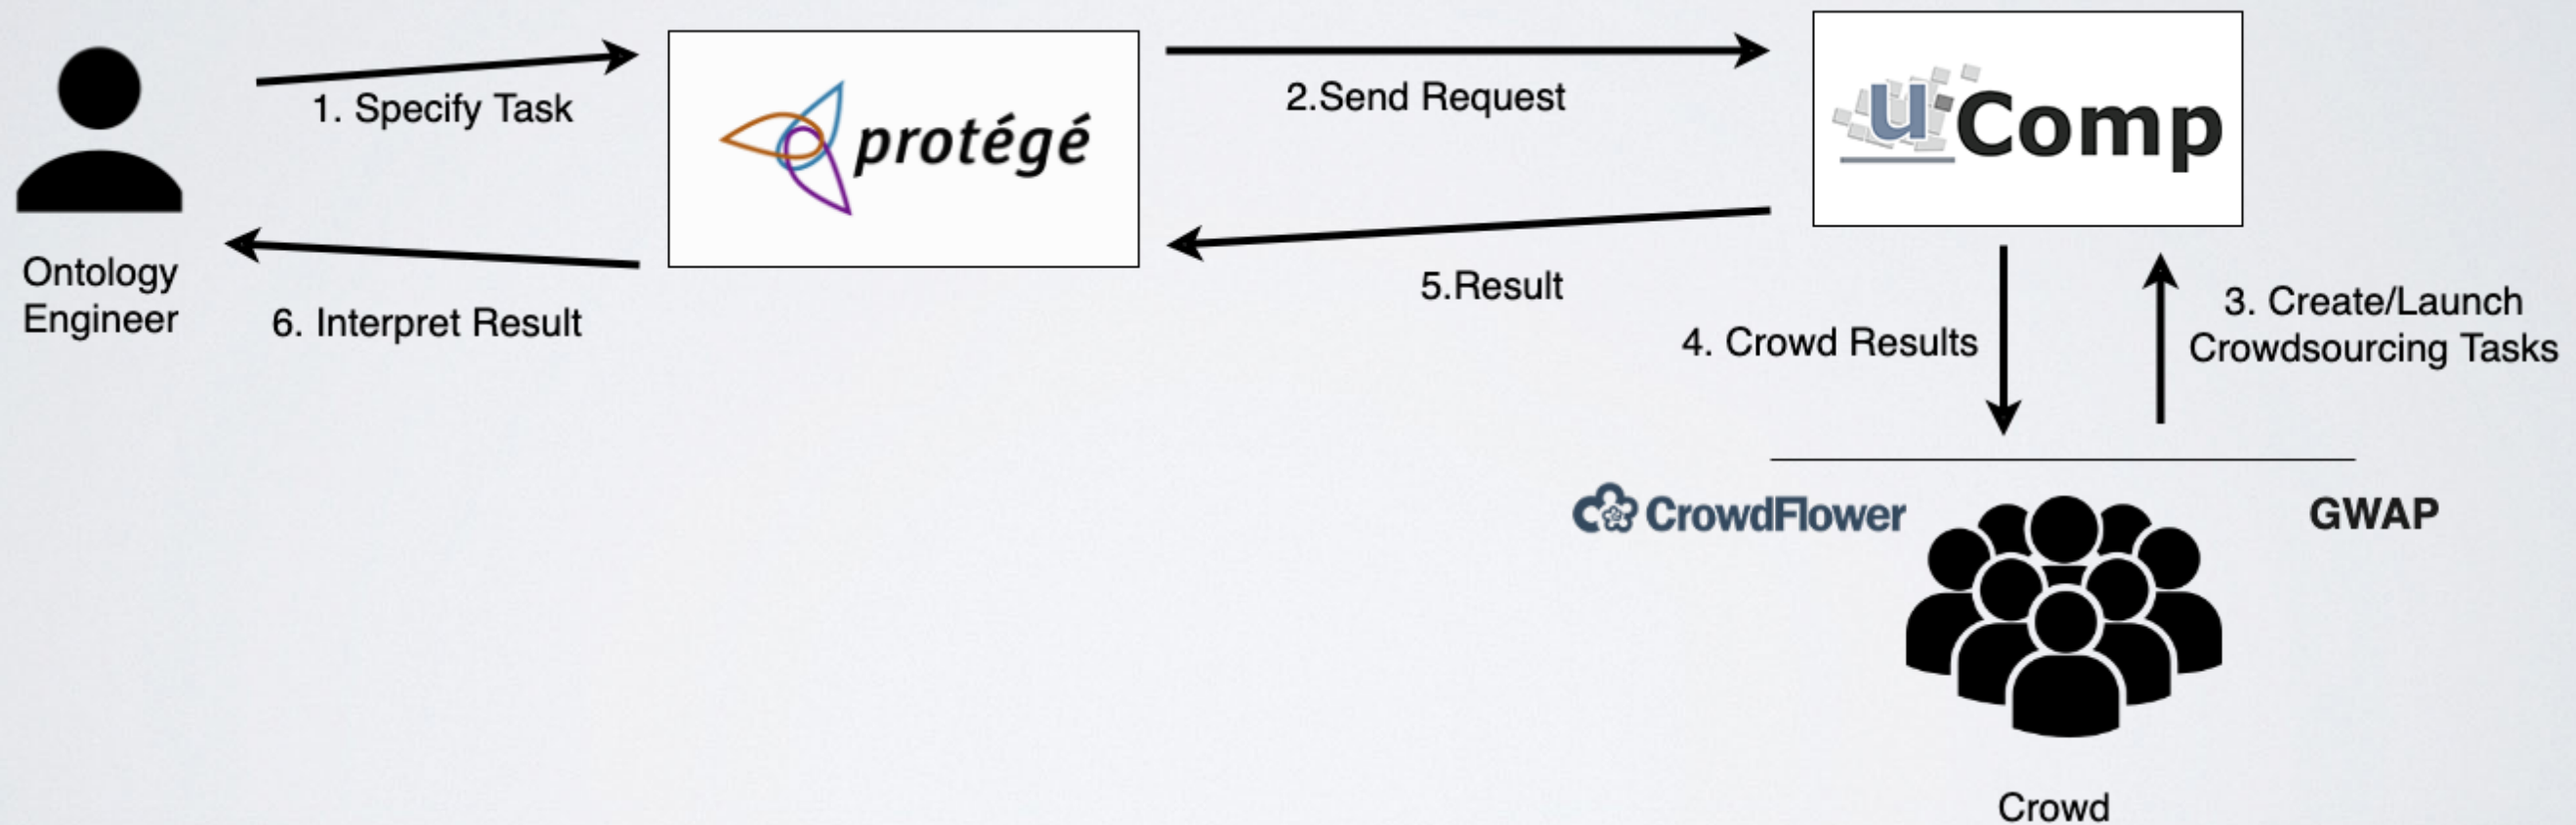 1. Specify Task
protégé
2.Send Request
uComp
Ontology
Engineer
6. Interpret Result
5.Result
4. Crowd Results
3. Create/Launch
Crowdsourcing Tasks
CrowdFlower
GWAP
Crowd